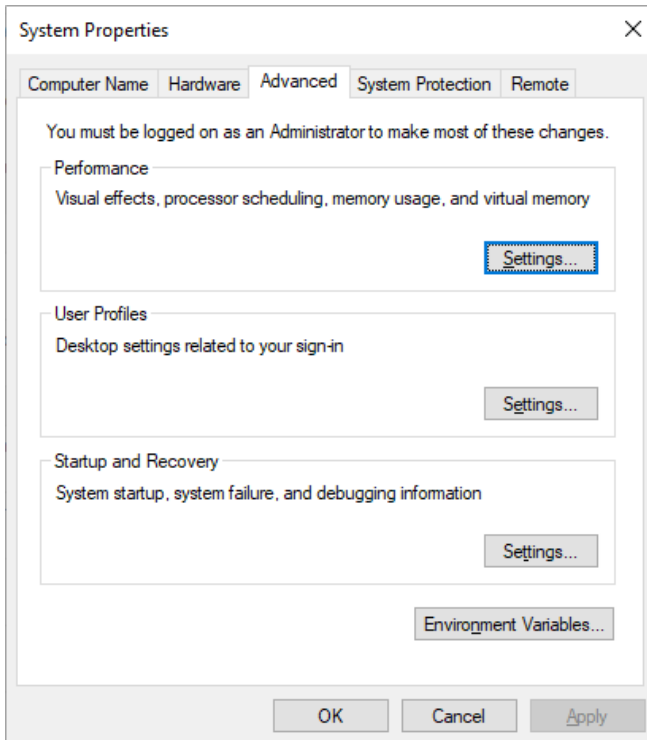 System Properties
Computer Name Hardware Advanced System Protection Remote
You must be logged on as an Administrator to make most of these changes.
Performance
Visual effects, processor scheduling, memory usage, and virtual memory
Settings...
User Profiles
Desktop settings related to your sign-in
Settings...
Startup and Recovery
System startup, system failure, and debugging information
Settings...
Environment Variables...
OK Cancel Apply